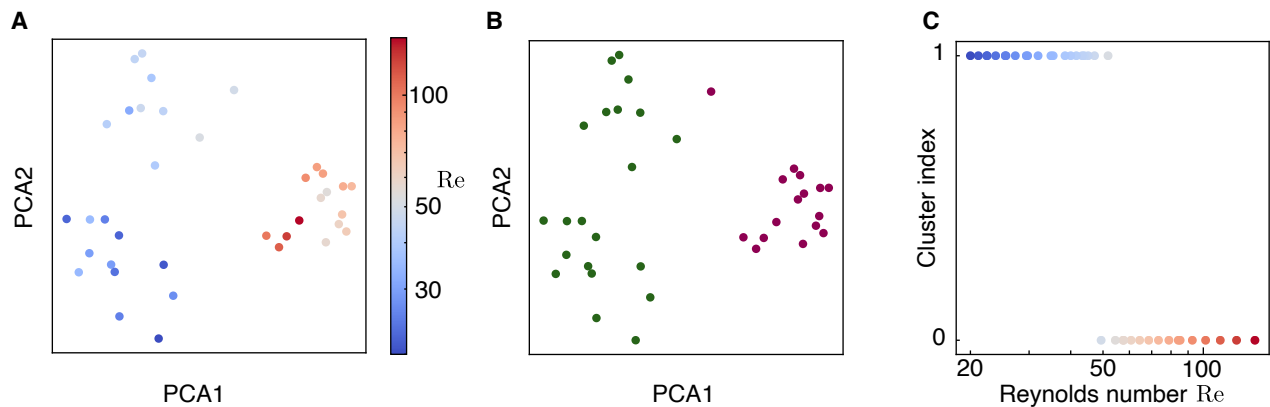 A
PCA2
PCA1
100
50
30
Re
B
PCA2
PCA1
C
Cluster index
1
0
20
50
100
Reynolds number Re